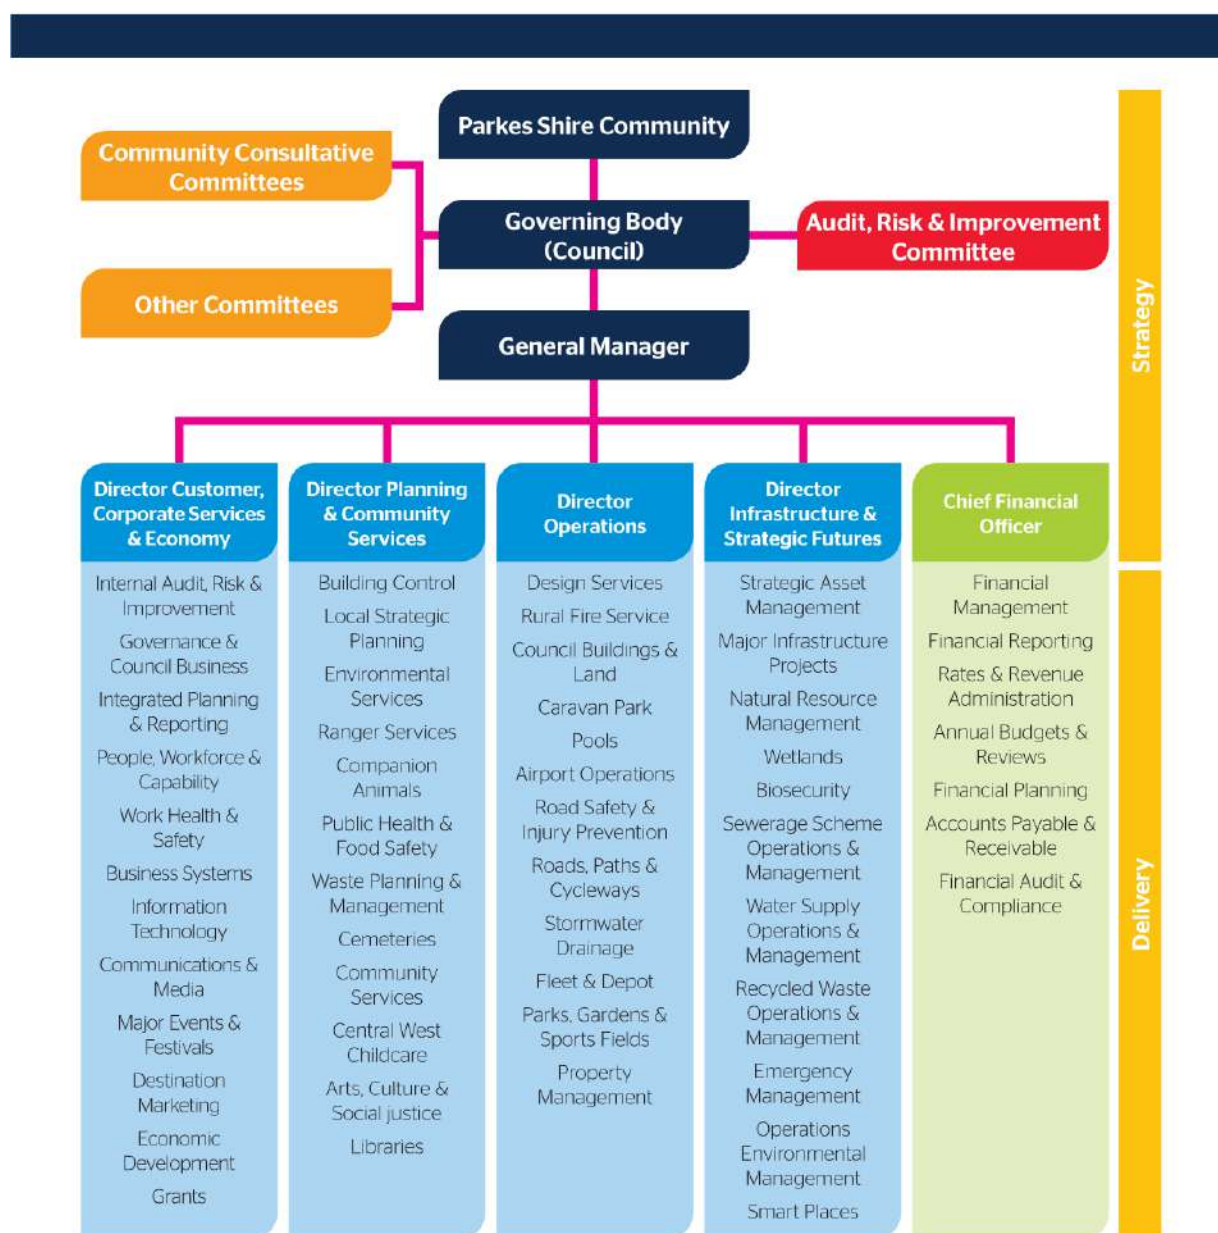 Parkes Shire Community
Community Consultative
Committees
Governing Body
(Council)
Audit, Risk & Improvement
Committee
Other Committees
General Manager
Strategy
Director Customer,
Corporate Services
& Economy
Internal Audit, Risk &
Improvement
Governance &
Council Business
Integrated Planning
& Reporting
People, Workforce &
Capability
Work Health &
Safety
Business Systems
Information
Technology
Communications &
Media
Major Events &
Festivals
Destination
Marketing
Economic
Development
Grants
Director Planning
& Community
Services
Building Control
Local Strategic
Planning
Environmental
Services
Ranger Services
Companion
Animals
Public Health &
Food Safety
Waste Planning &
Management
Cemeteries
Community
Services
Central West
Childcare
Arts, Culture &
Social justice
Libraries
Director
Operations
Design Services
Rural Fire Service
Council Buildings &
Land
Caravan Park
Pools
Airport Operations
Road Safety &
Injury Prevention
Roads, Paths &
Cycleways
Stormwater
Drainage
Fleet & Depot
Parks, Gardens &
Sports Fields
Property
Management
Director
Infrastructure &
Strategic Futures
Strategic Asset
Management
Major Infrastructure
Projects
Natural Resource
Management
Wetlands
Biosecurity
Sewerage Scheme
Operations &
Management
Water Supply
Operations &
Management
Recycled Waste
Operations &
Management
Emergency
Management
Operations
Environmental
Management
Smart Places
Chief Financial
Officer
Financial
Management
Financial Reporting
Rates & Revenue
Administration
Annual Budgets &
Reviews
Financial Planning
Accounts Payable &
Receivable
Financial Audit &
Compliance
Delivery